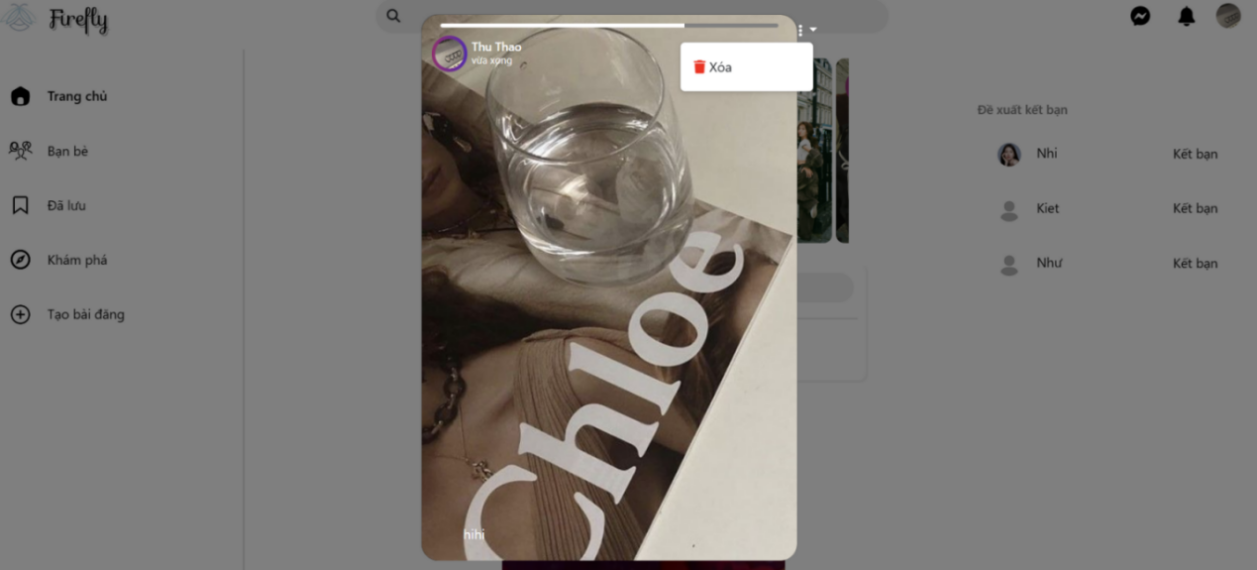 Firefly
Trang chủ
Bạn bè
Đã lưu
Khám phá
Tạo bài đăng
Thu Thao
vừa xong
Xóa
Chloe
hihi
Đề xuất kết bạn
Nhi Kết bạn
Kiet Kết bạn
Như Kết bạn